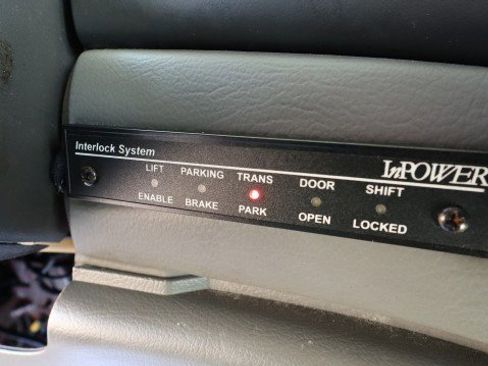 Interlock System
InPOWER
LIFT PARKING TRANS DOOR SHIFT
ENABLE BRAKE PARK OPEN LOCKED